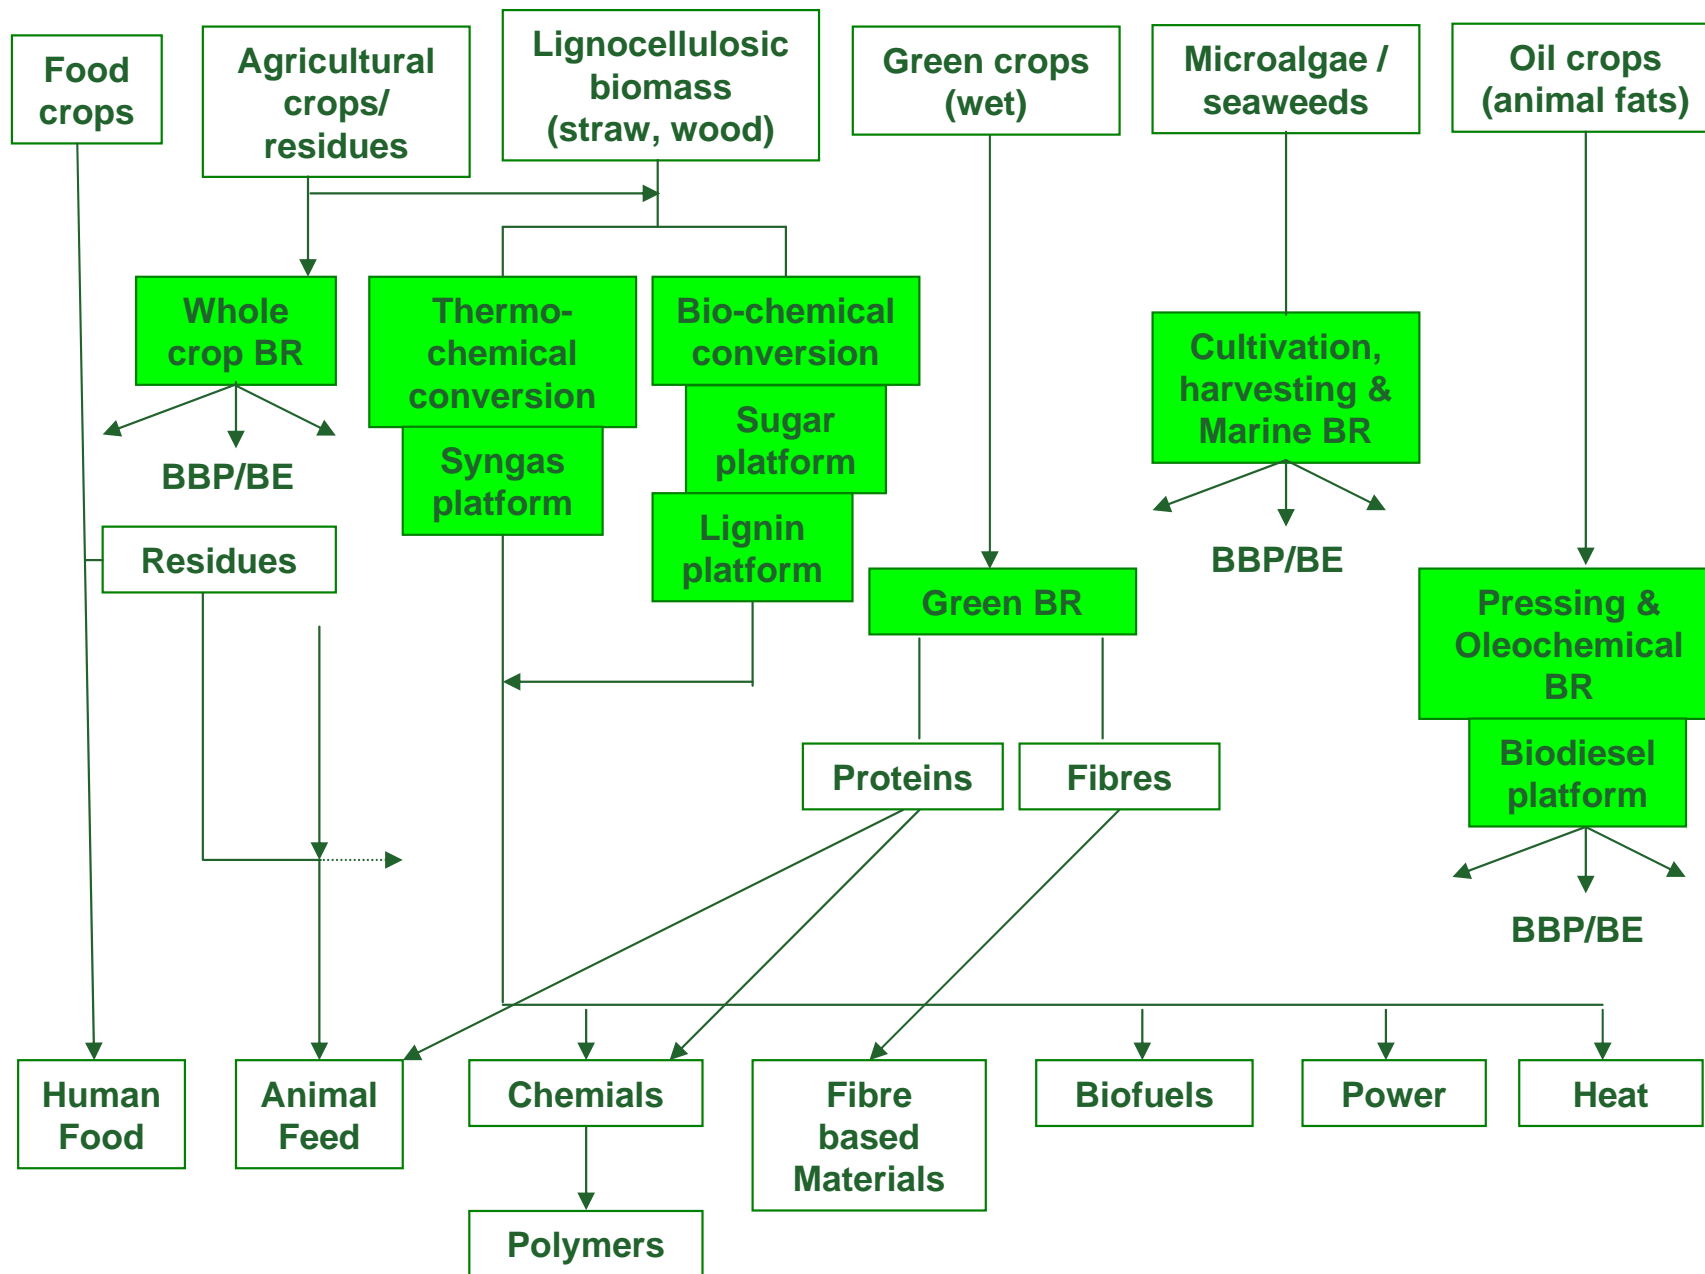 Food
crops
Agricultural
crops/
residues
Lignocellulosic
biomass
(straw, wood)
Green crops
(wet)
Microalgae /
seaweeds
Oil crops
(animal fats)
Whole
crop BR
Thermo-
chemical
conversion
Bio-chemical
conversion
Cultivation,
harvesting &
Marine BR
Sugar
platform
Syngas
platform
BBP/BE
Lignin
platform
Residues
BBP/BE
Green BR
Pressing &
Oleochemical
BR
Proteins
Fibres
Biodiesel
platform
BBP/BE
Human
Food
Animal
Feed
Chemials
Fibre
based
Materials
Biofuels
Power
Heat
Polymers